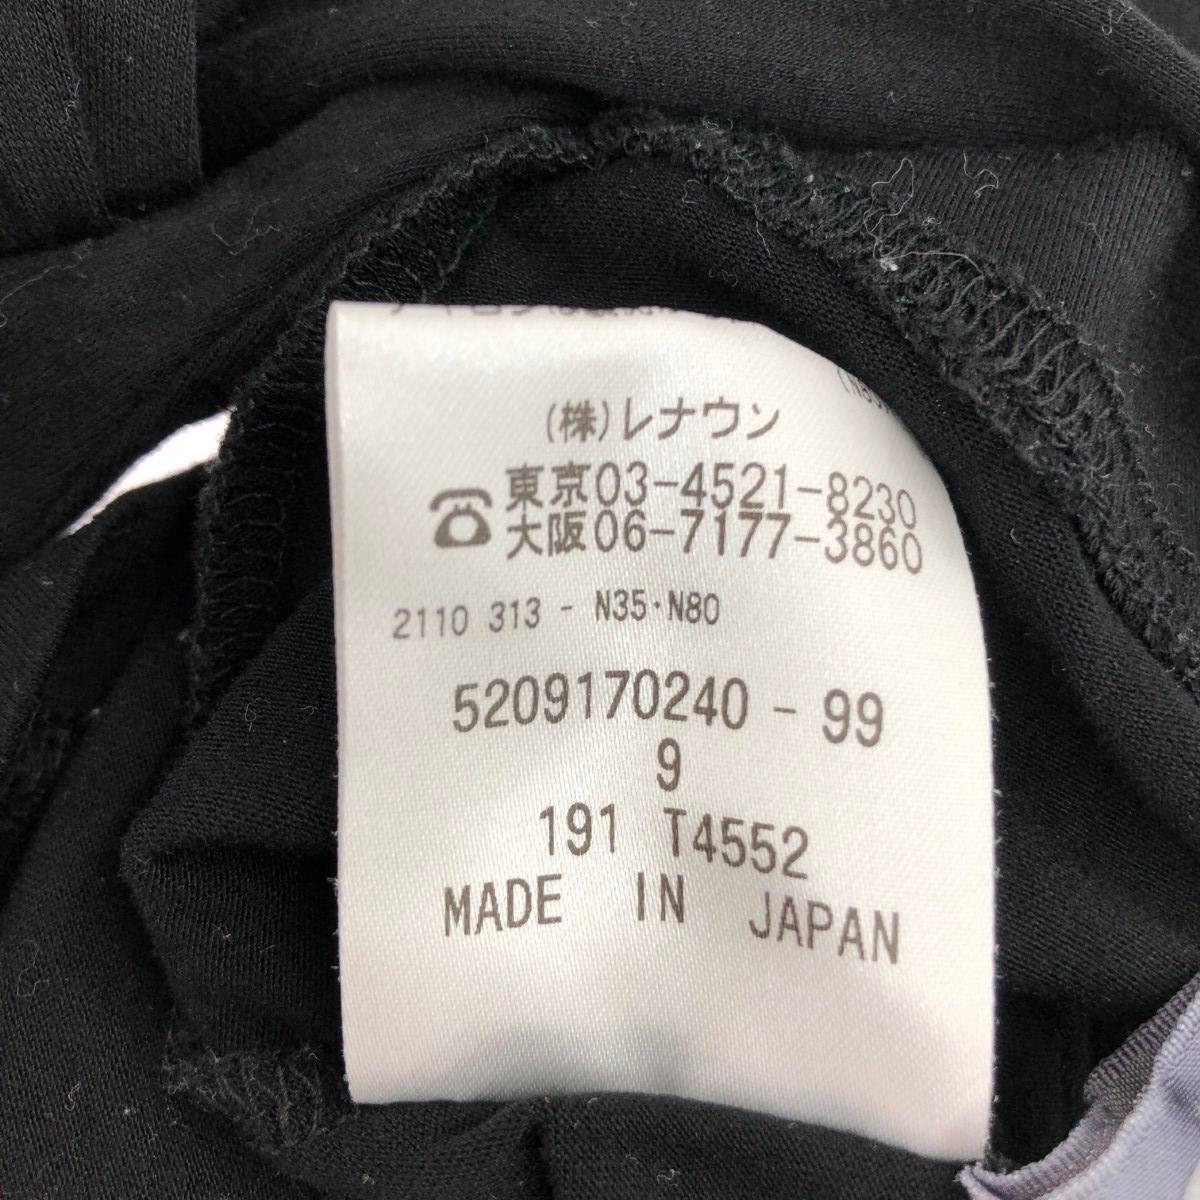 (株)レナウン
東京03-4521-8230
大阪06-7177-3860
2110 313 - N35・N80
5209170240 - 99
9
191 T4552
MADE IN JAPAN